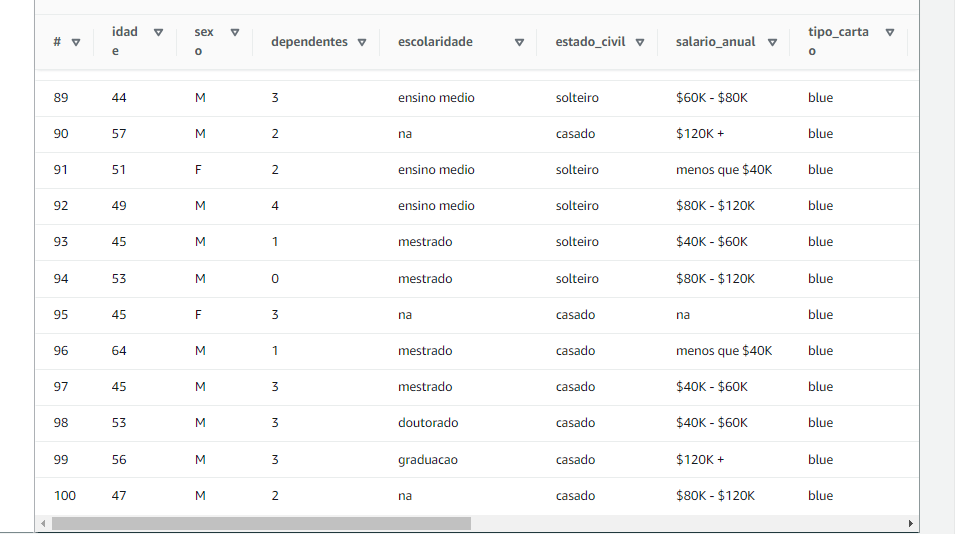 # idade sexo dependentes escolaridade estado_civil salario_anual tipo_cartao
89 44 M 3 ensino medio solteiro $60K - $80K blue
90 57 M 2 na casado $120K + blue
91 51 F 2 ensino medio solteiro menos que $40K blue
92 49 M 4 ensino medio solteiro $80K - $120K blue
93 45 M 1 mestrado solteiro $40K - $60K blue
94 53 M 0 mestrado solteiro $80K - $120K blue
95 45 F 3 na casado na blue
96 64 M 1 mestrado casado menos que $40K blue
97 45 M 3 mestrado casado $40K - $60K blue
98 53 M 3 doutorado casado $40K - $60K blue
99 56 M 3 graduacao casado $120K + blue
100 47 M 2 na casado $80K - $120K blue